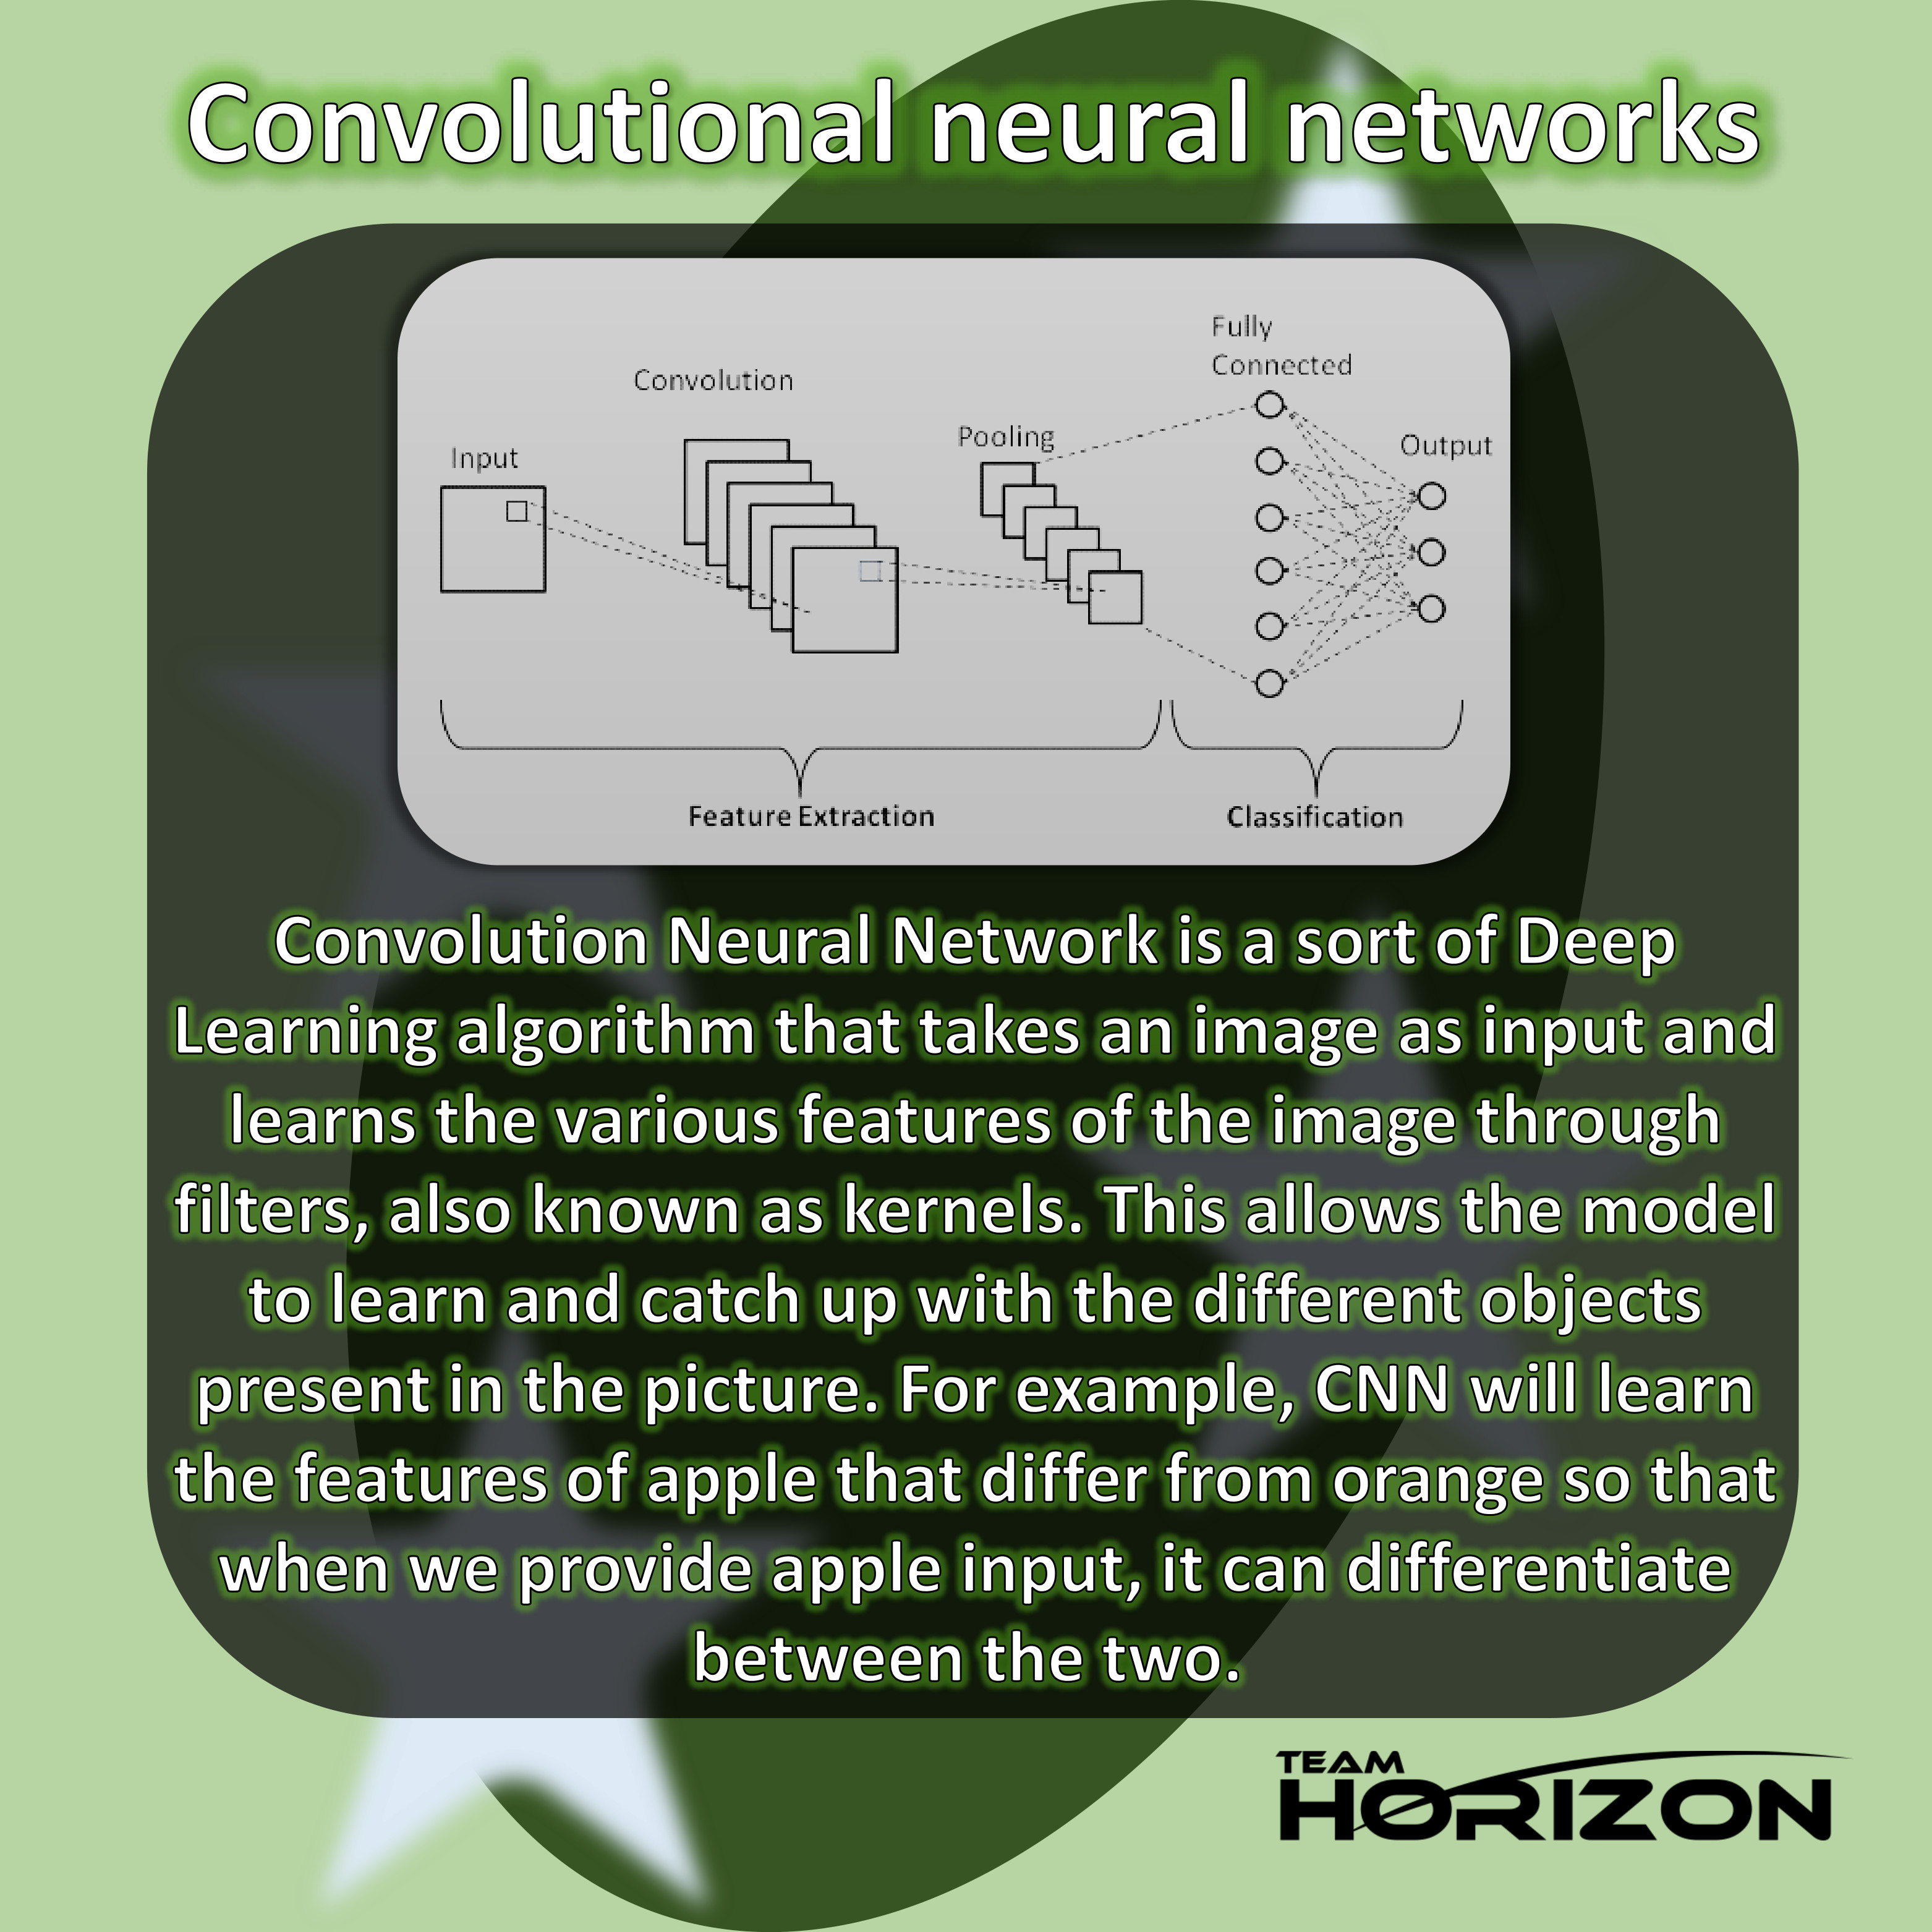 Convolutional neural networks
Fully
Connected
Convolution
Pooling
Output
Input
Feature Extraction
Classification
Convolution Neural Network is a sort of Deep
Learning algorithm that takes an image as input and
learns the various features of the image through
filters, also known as kernels. This allows the model
to learn and catch up with the different objects
present in the picture. For example, CNN will learn
the features of apple that differ from orange so that
when we provide apple input, it can differentiate
between the two.
TEAM
HORIZON